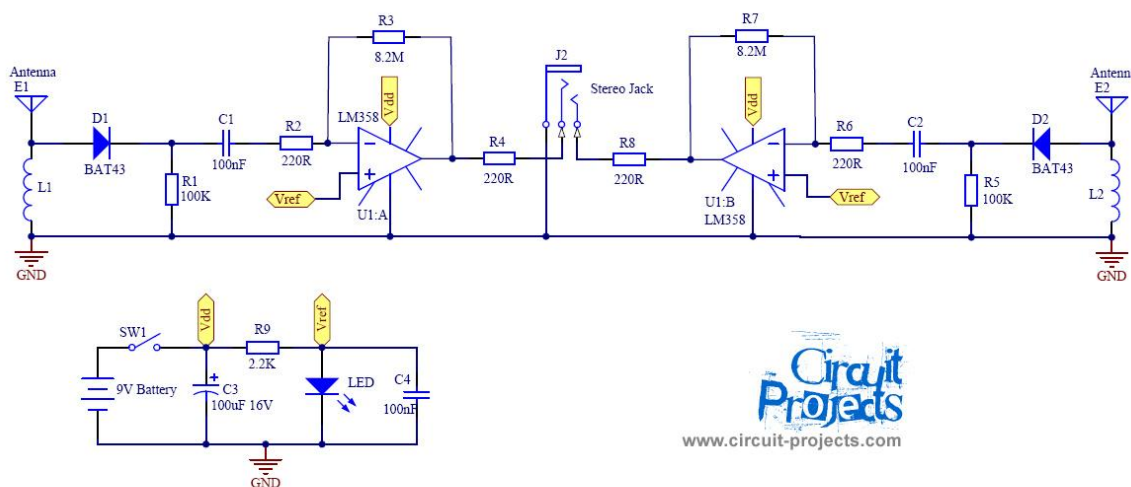 R3
8.2M
R7
8.2M
J2
Stereo Jack
Antenna
E1
Antenn
E2
D1
BAT43
C1
100nF
R2
220R
LM358
Vdd
R4
220R
R8
220R
Vdd
R6
220R
C2
100nF
D2
BAT43
L1
R1
100K
Vref
U1:A
U1:B
LM358
Vref
R5
100K
L2
GND
GND
Vdd
Vref
SW1
R9
2.2K
9V Battery
C3
100uF 16V
LED
C4
100nF
GND
Circuit
Projects
www.circuit-projects.com